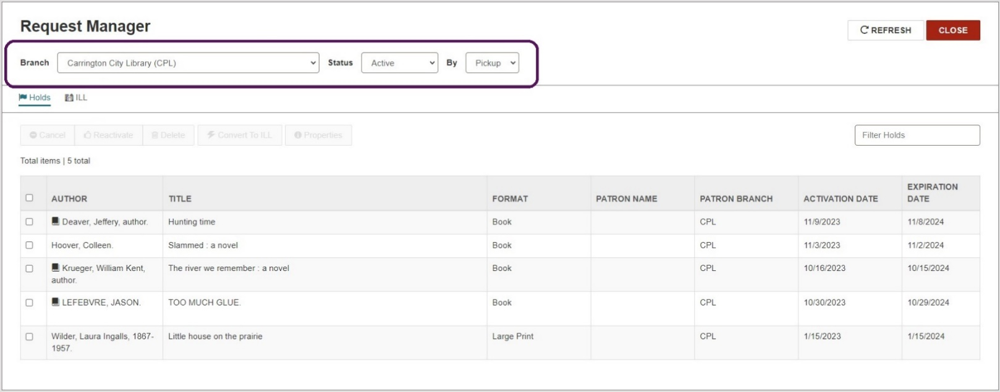 Request Manager
REFRESH CLOSE
Branch Carrington City Library (CPL) Status Active By Pickup
Holds ILL
Cancel Reactivate Delete Convert To ILL Properties Filter Holds
Total items | 5 total
AUTHOR TITLE FORMAT PATRON NAME PATRON BRANCH ACTIVATION DATE EXPIRATION DATE
Deaver, Jeffery, author. Hunting time Book CPL 11/9/2023 11/8/2024
Hoover, Colleen. Slammed : a novel Book CPL 11/3/2023 11/2/2024
Krueger, William Kent, The river we remember : a novel Book CPL 10/16/2023 10/15/2024
author.
LEFEBVRE, JASON. TOO MUCH GLUE. Book CPL 10/30/2023 10/29/2024
Wilder, Laura Ingalls, 1867- Little house on the prairie Large Print CPL 1/15/2023 1/15/2024
1957.